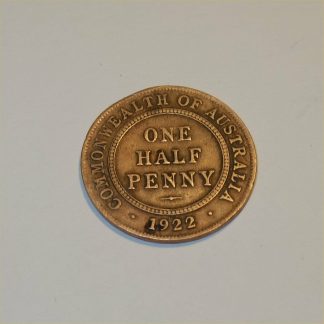 COMMONWEALTH OF AUSTRALIA
ONE
HALF
PENNY
1922